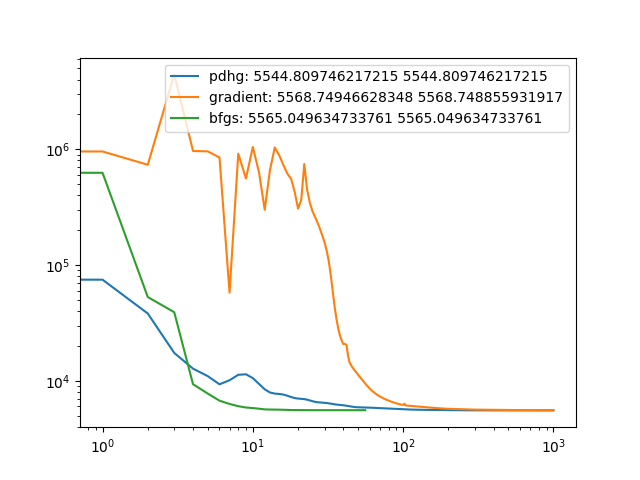 pdhg: 5544.809746217215 5544.809746217215
gradient: 5568.74946628348 5568.748855931917
bfgs: 5565.049634733761 5565.049634733761
10⁶
10⁵
10⁴
10⁰ 10¹ 10² 10³